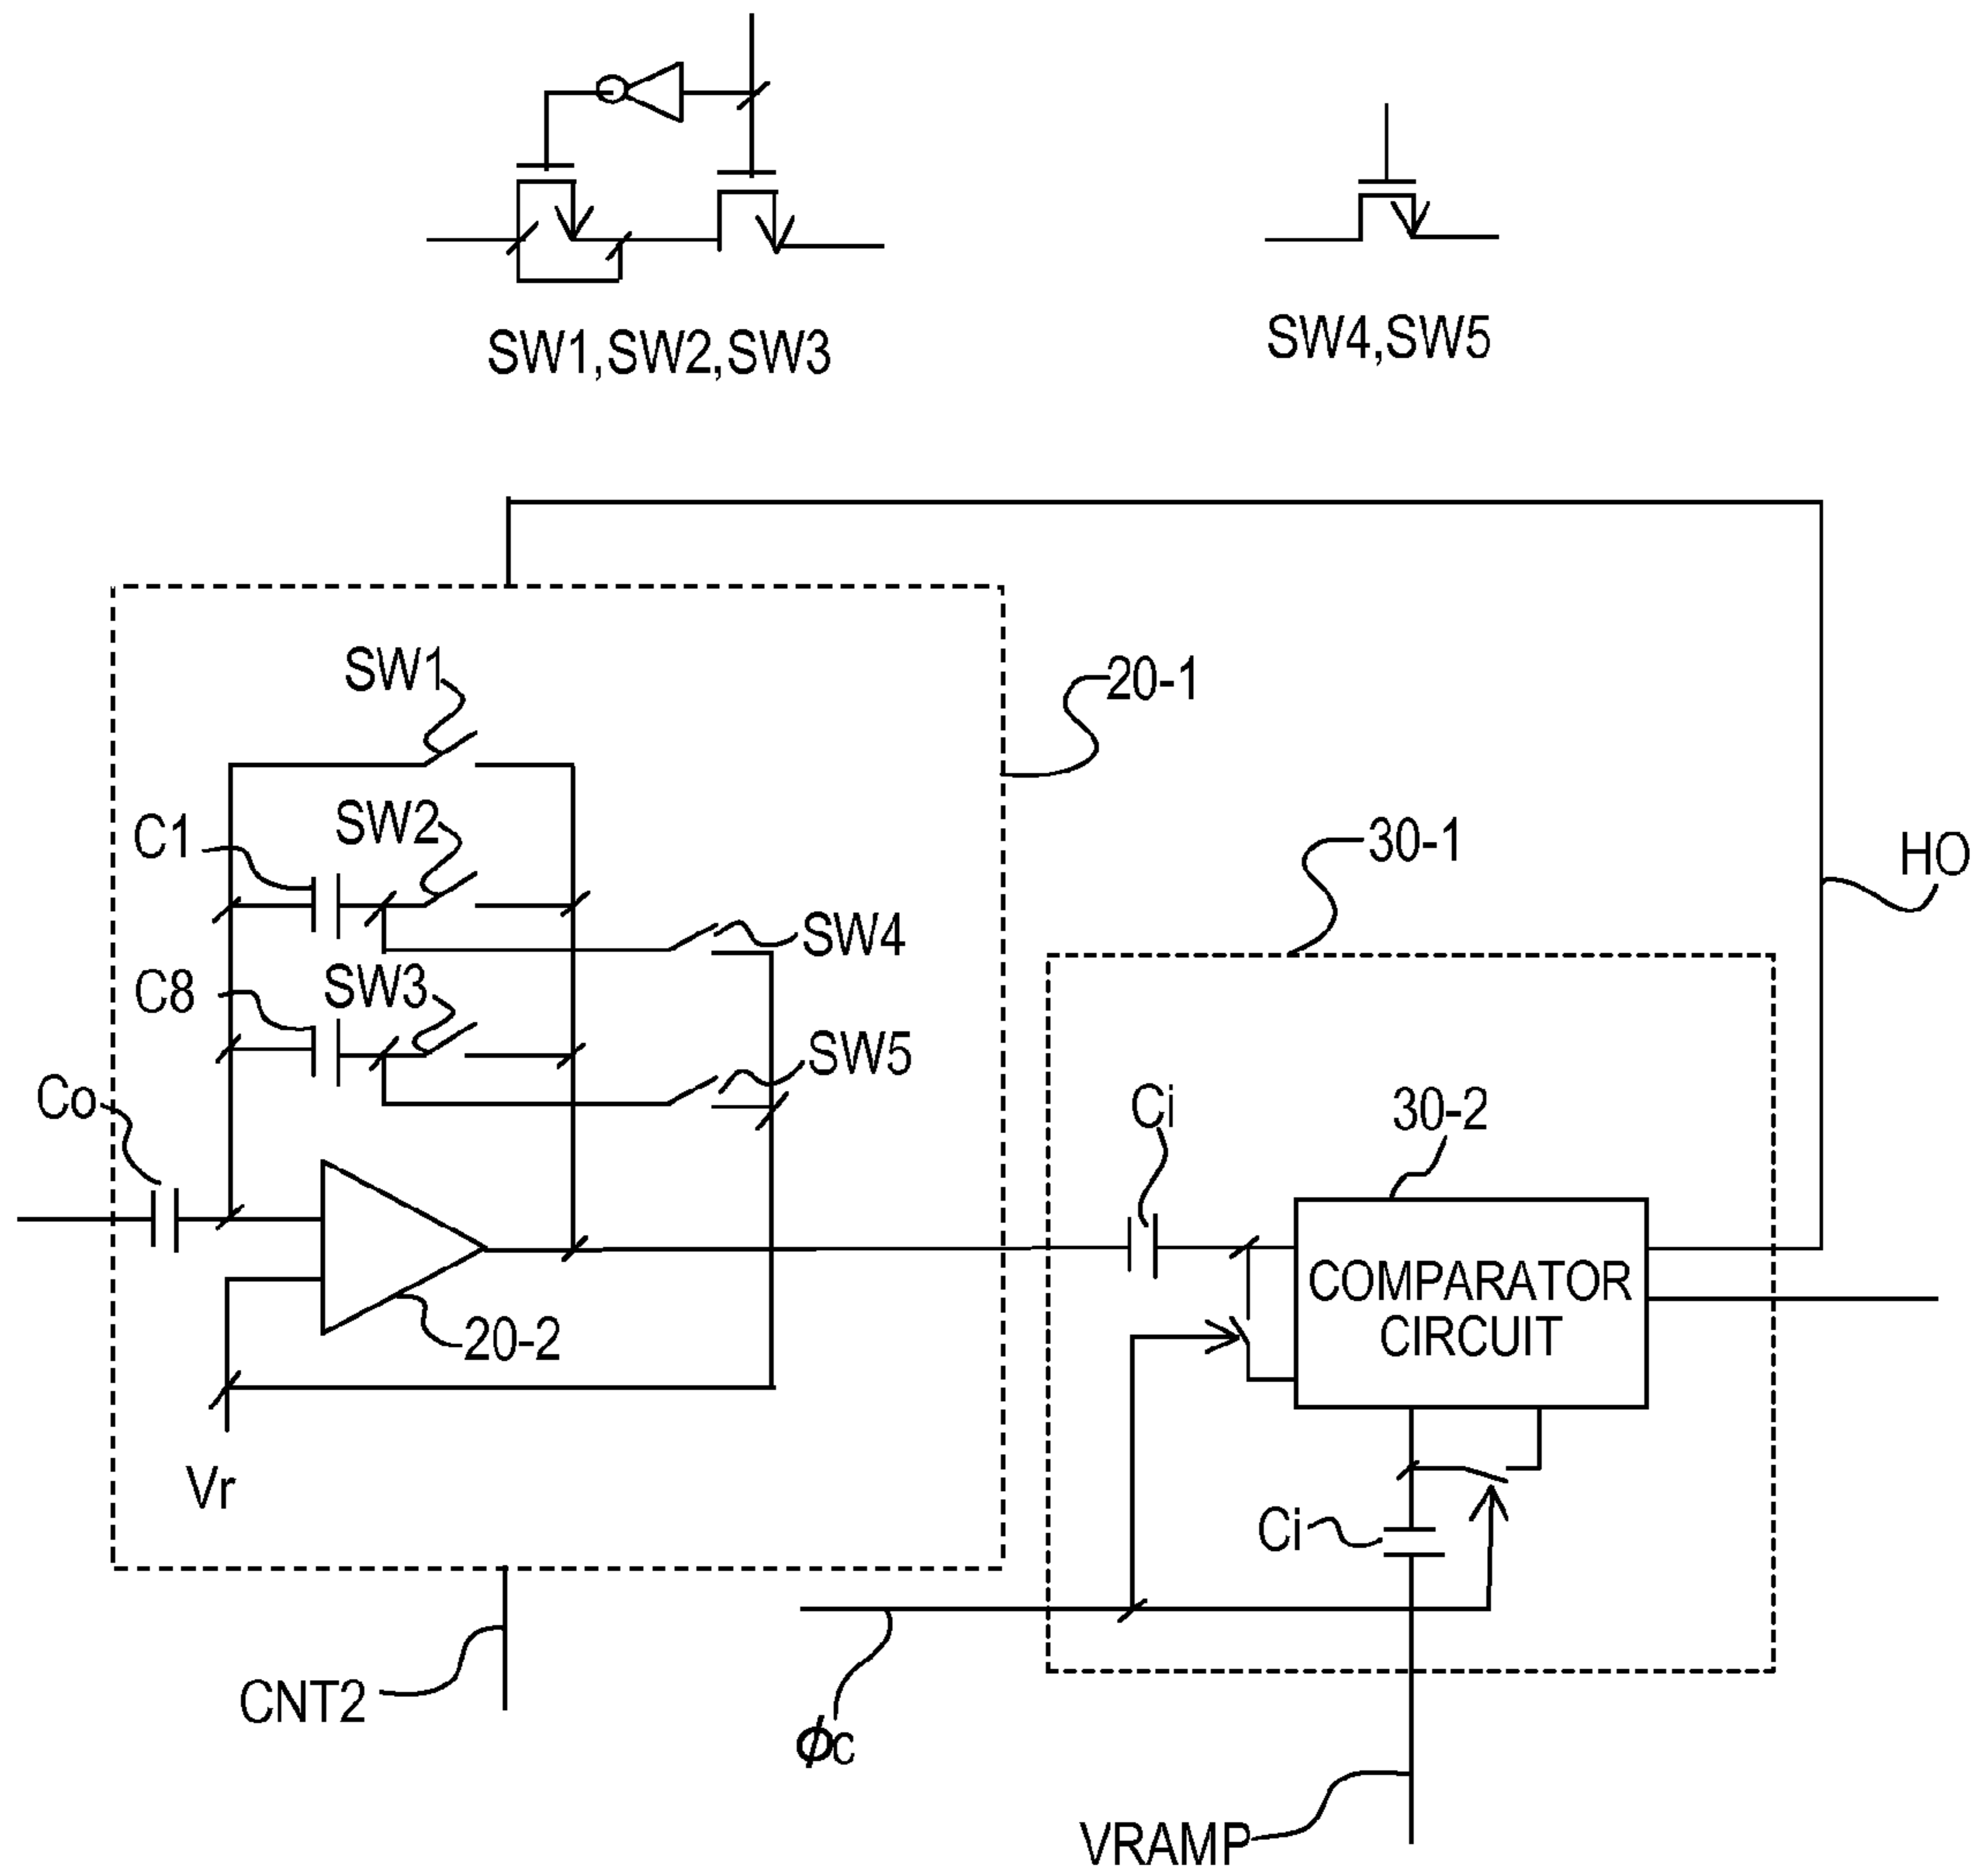 SW1,SW2,SW3
SW4,SW5
SW1
20-1
SW2
C1
30-1
HO
SW4
SW3
C8
SW5
Co
Ci
30-2
COMPARATOR
CIRCUIT
20-2
Vr
Ci
CNT2
ϕc
VRAMP